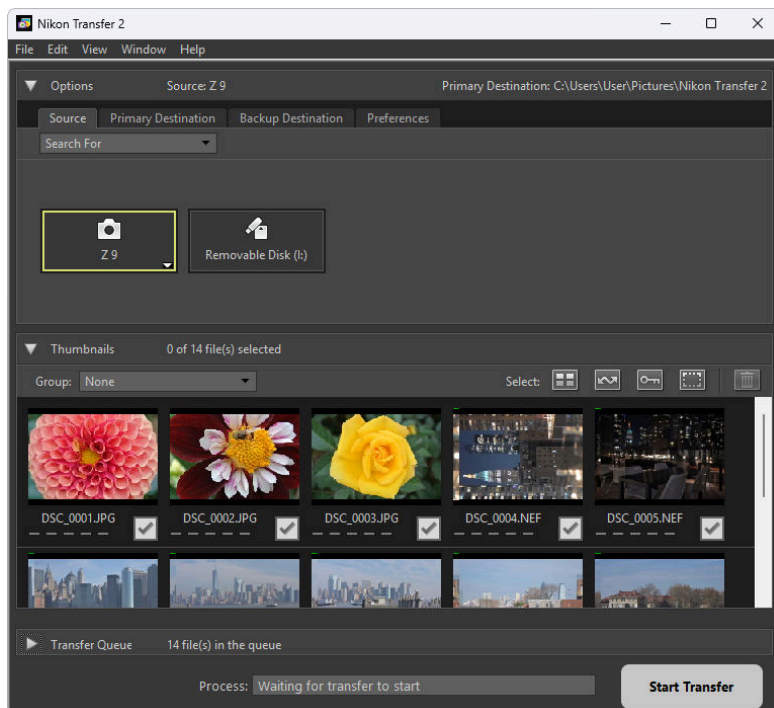 Nikon Transfer 2
File Edit View Window Help
Options Source: Z 9 Primary Destination: C:\Users\User\Pictures\Nikon Transfer 2
Source Primary Destination Backup Destination Preferences
Search For
Z 9 Removable Disk (I:)
Thumbnails 0 of 14 file(s) selected
Group: None Select:
DSC_0001.JPG DSC_0002.JPG DSC_0003.JPG DSC_0004.NEF DSC_0005.NEF
Transfer Queue 14 file(s) in the queue
Process: Waiting for transfer to start Start Transfer